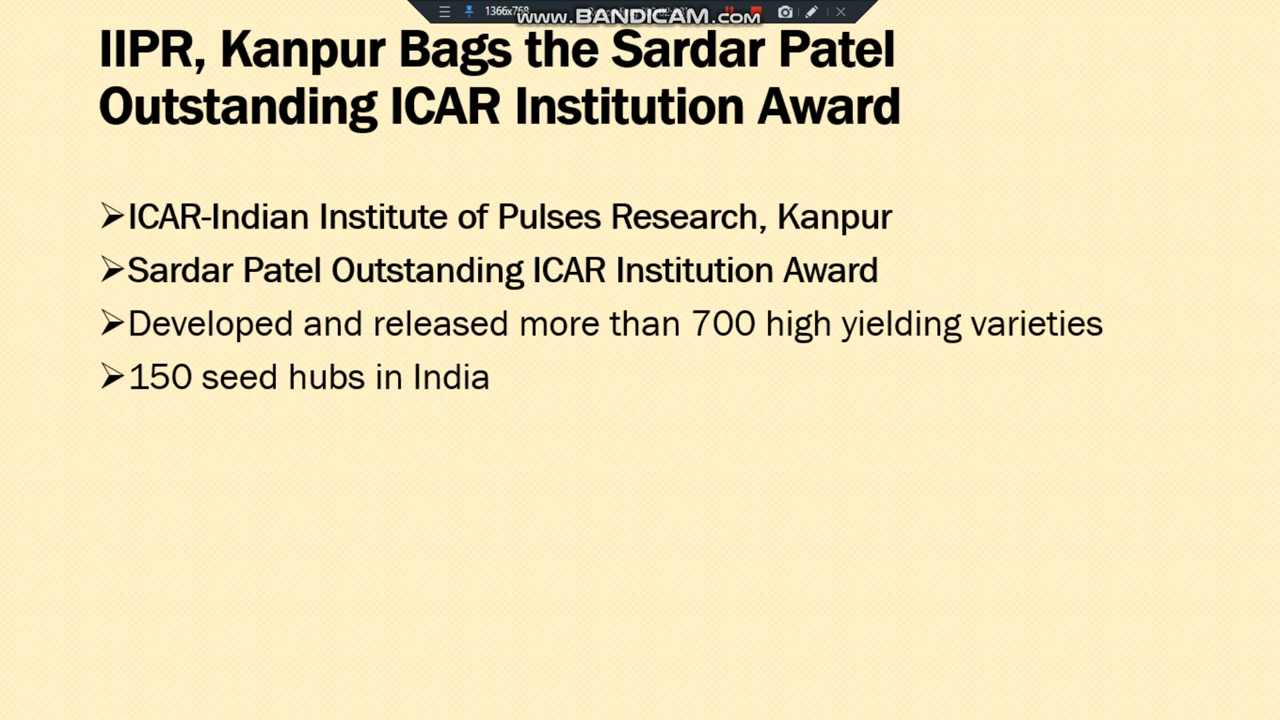 1366x768
www.BANDICAM.com
IIPR, Kanpur Bags the Sardar Patel
Outstanding ICAR Institution Award
➢ICAR-Indian Institute of Pulses Research, Kanpur
➢Sardar Patel Outstanding ICAR Institution Award
➢Developed and released more than 700 high yielding varieties
➢150 seed hubs in India